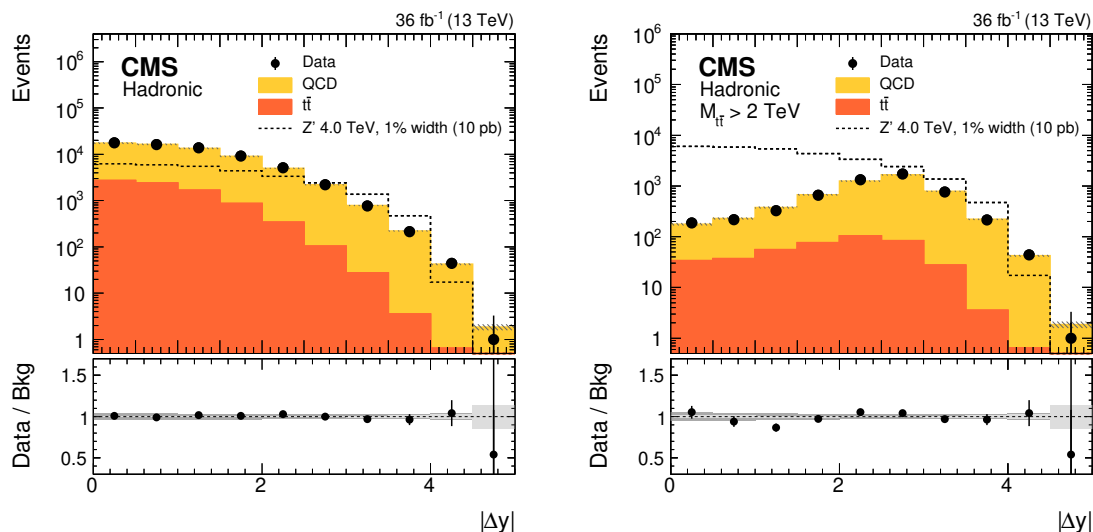 36 fb⁻¹ (13 TeV)
Events
10⁶
10⁵
10⁴
10³
10²
10
1
CMS
Hadronic
Data
QCD
tt̄
Z' 4.0 TeV, 1% width (10 pb)
Data / Bkg
1.5
1
0.5
0 2 4
|Δy|
36 fb⁻¹ (13 TeV)
Events
10⁶
10⁵
10⁴
10³
10²
10
1
CMS
Hadronic
M_tt̄ > 2 TeV
Data
QCD
tt̄
Z' 4.0 TeV, 1% width (10 pb)
Data / Bkg
1.5
1
0.5
0 2 4
|Δy|